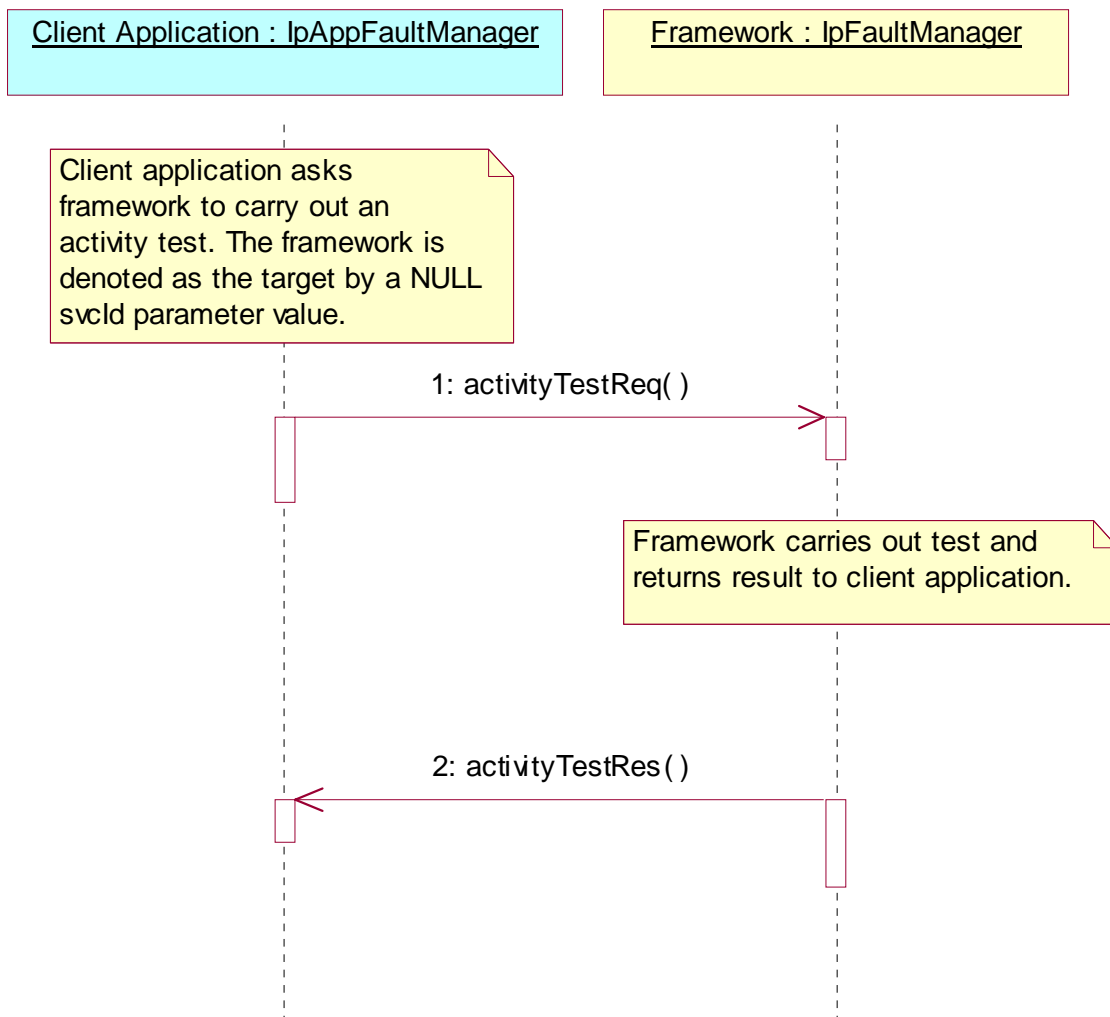 Client Application : IpAppFaultManager
Framework : IpFaultManager
Client application asks
framework to carry out an
activity test. The framework is
denoted as the target by a NULL
svcId parameter value.
1: activityTestReq( )
Framework carries out test and
returns result to client application.
2: activityTestRes( )